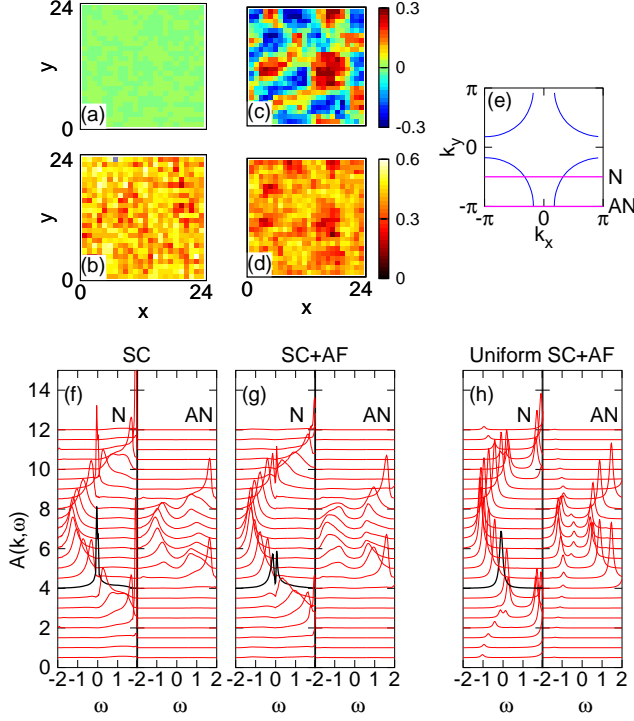 24
y
0
(a)
(c)
0.3
0
-0.3
24
y
0
(b)
(d)
0.6
0.3
0
0
24
0
24
x
x
(e)
π
k_y
0
-π
-π
0
π
k_x
N
AN
SC
SC+AF
Uniform SC+AF
(f)
N
AN
(g)
N
AN
(h)
N
AN
A(k,ω)
14
12
10
8
6
4
2
0
-2 -1 0 1 -2 -1 0 1 2
-2 -1 0 1 -2 -1 0 1 2
-2 -1 0 1 -2 -1 0 1 2
ω
ω
ω
ω
ω
ω